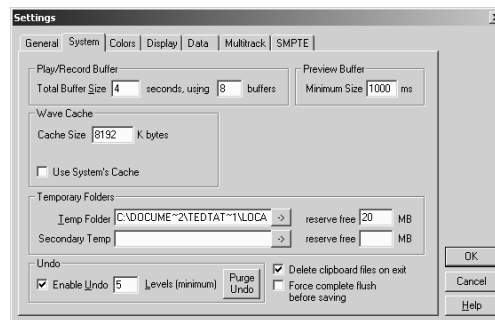 Settings
General System Colors Display Data Multitrack SMPTE
Play/Record Buffer
Total Buffer Size 4 seconds, using 8 buffers
Preview Buffer
Minimum Size 1000 ms
Wave Cache
Cache Size 8192 K bytes
Use System's Cache
Temporary Folders
Temp Folder C:\DOCUME~2\TEDTAT~1\LOCA -> reserve free 20 MB
Secondary Temp -> reserve free MB
Undo
Enable Undo 5 Levels (minimum) Purge Undo
Delete clipboard files on exit
Force complete flush
before saving
OK
Cancel
Help